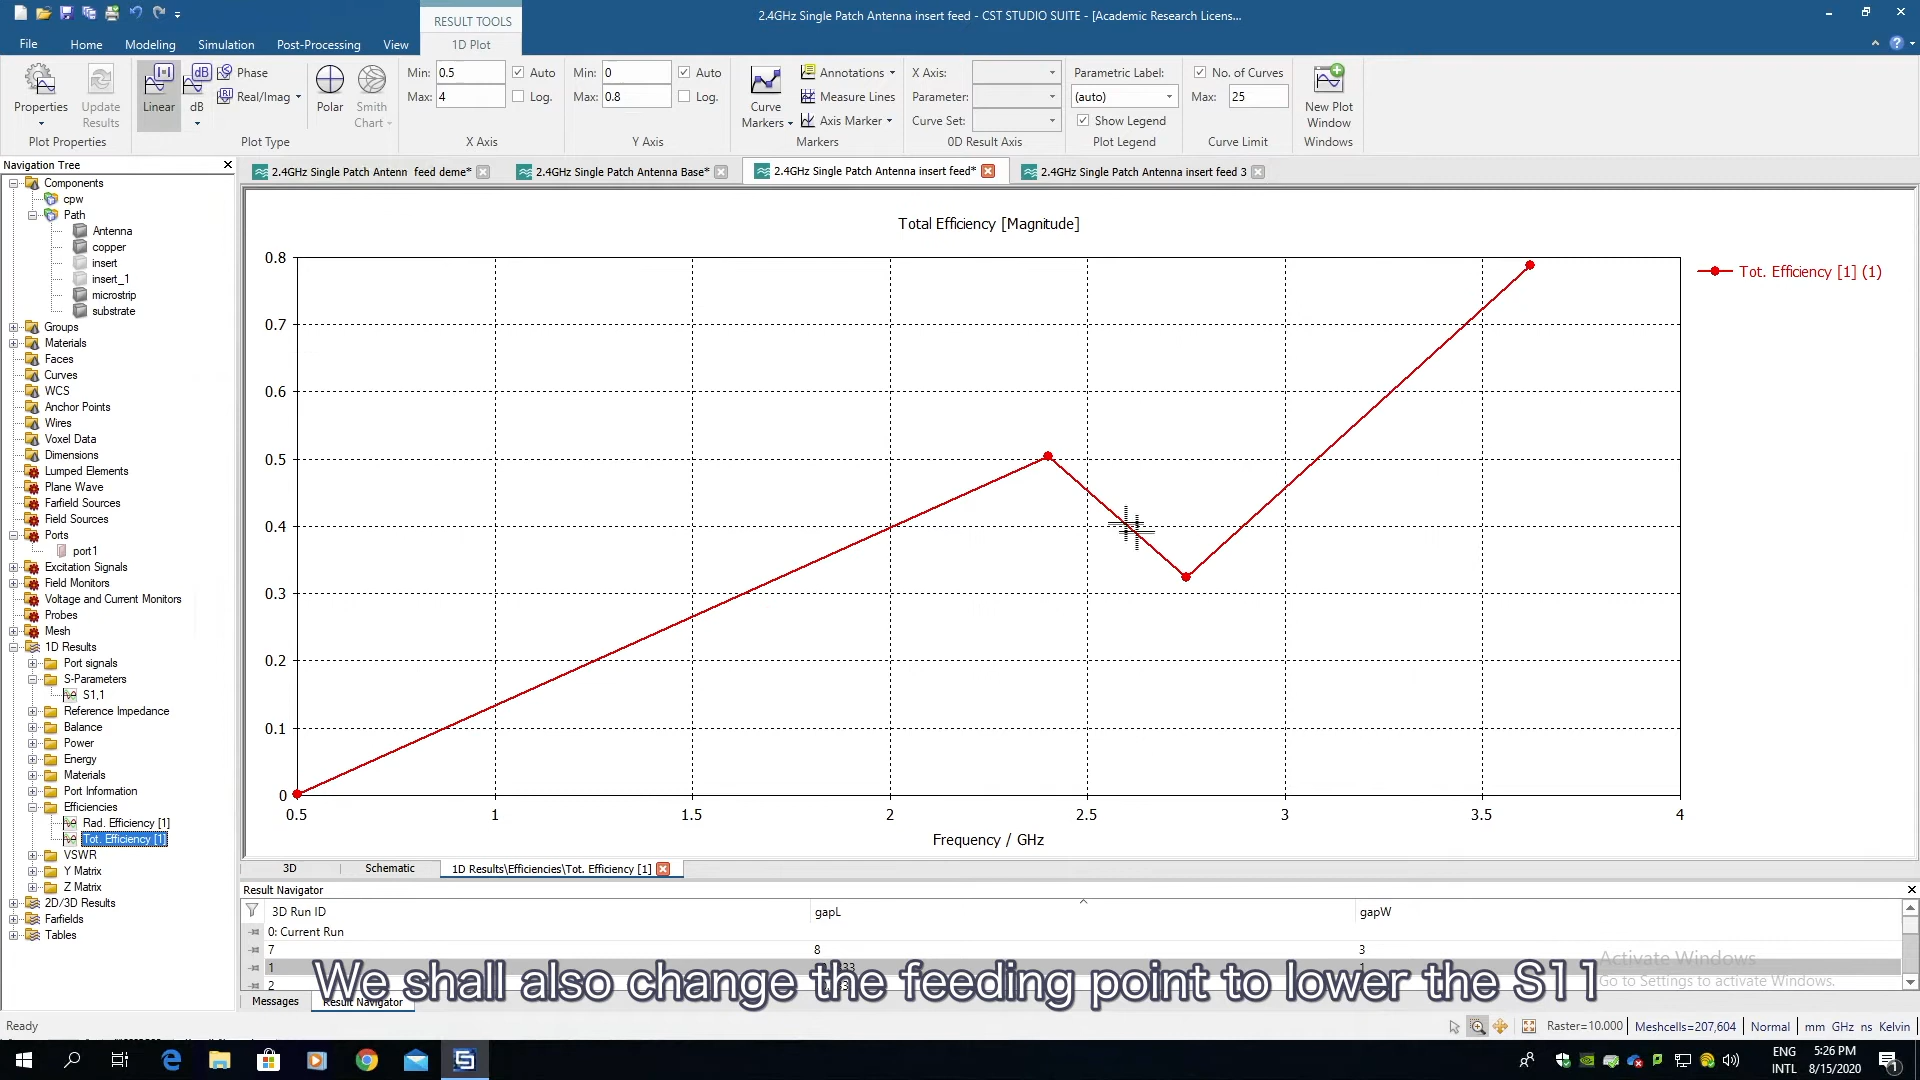 2.4GHz Single Patch Antenna insert feed - CST STUDIO SUITE - [Academic Research Licens...
RESULT TOOLS
File Home Modeling Simulation Post-Processing View 1D Plot
Properties
Update Results
Plot Properties
Linear
dB
Phase
Real/Imag
Polar
Smith Chart
Plot Type
Min: 0.5 Auto
Max: 4 Log.
X Axis
Min: 0 Auto
Max: 0.8 Log.
Y Axis
Curve Markers
Annotations
Measure Lines
Axis Marker
Markers
X Axis:
Parameter:
Curve Set:
0D Result Axis
Parametric Label:
(auto)
Show Legend
Plot Legend
No. of Curves
Max: 25
Curve Limit
New Plot Window
Windows
Navigation Tree
Components
cpw
Path
Antenna
copper
insert
insert_1
microstrip
substrate
Groups
Materials
Faces
Curves
WCS
Anchor Points
Wires
Voxel Data
Dimensions
Lumped Elements
Plane Wave
Farfield Sources
Field Sources
Ports
port1
Excitation Signals
Field Monitors
Voltage and Current Monitors
Probes
Mesh
1D Results
Port signals
S-Parameters
S1,1
Reference Impedance
Balance
Power
Energy
Materials
Port Information
Efficiencies
Rad. Efficiency [1]
Tot. Efficiency [1]
VSWR
Y Matrix
Z Matrix
2D/3D Results
Farfields
Tables
2.4GHz Single Patch Antenn feed deme*
2.4GHz Single Patch Antenna Base*
2.4GHz Single Patch Antenna insert feed*
2.4GHz Single Patch Antenna insert feed 3
Total Efficiency [Magnitude]
Tot. Efficiency [1] (1)
0.8
0.7
0.6
0.5
0.4
0.3
0.2
0.1
0
0.5 1 1.5 2 2.5 3 3.5 4
Frequency / GHz
3D Schematic 1D Results\Efficiencies\Tot. Efficiency [1]
Result Navigator
3D Run ID gapL gapW
0: Current Run
7 8 3
1
2
We shall also change the feeding point to lower the S11
Activate Windows
Go to Settings to activate Windows.
Messages Result Navigator
Ready
Raster=10.000 Meshcells=207,604 Normal mm GHz ns Kelvin
ENG
INTL
5:26 PM
8/15/2020
1